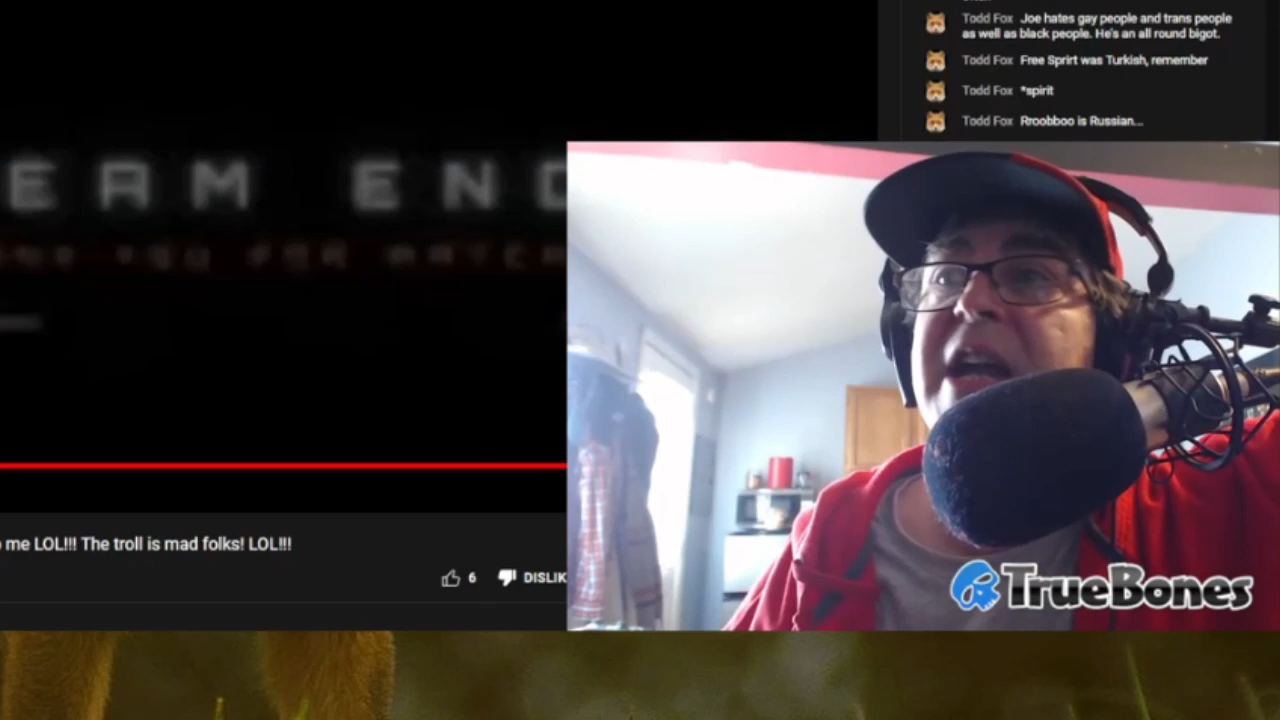 Todd Fox Joe hates gay people and trans people
as well as black people. He's an all round bigot.
Todd Fox Free Sprirt was Turkish, remember
Todd Fox *spirit
Todd Fox Rroobboo is Russian...
EAM END
me LOL!!! The troll is mad folks! LOL!!!
6 DISLIK
TrueBones